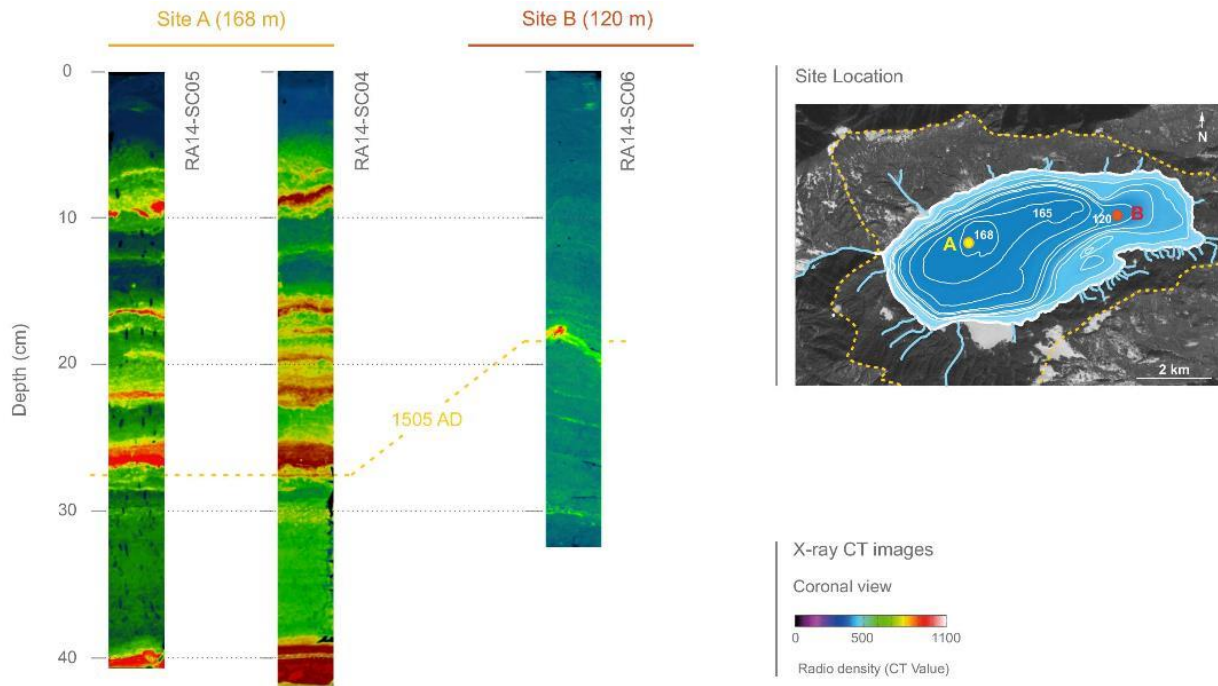 Site A (168 m)
Site B (120 m)
0
10
20
30
40
Depth (cm)
RA14-SC05
RA14-SC04
RA14-SC06
1505 AD
Site Location
N
165
168
A
120
B
2 km
X-ray CT images
Coronal view
0
500
1100
Radio density (CT Value)